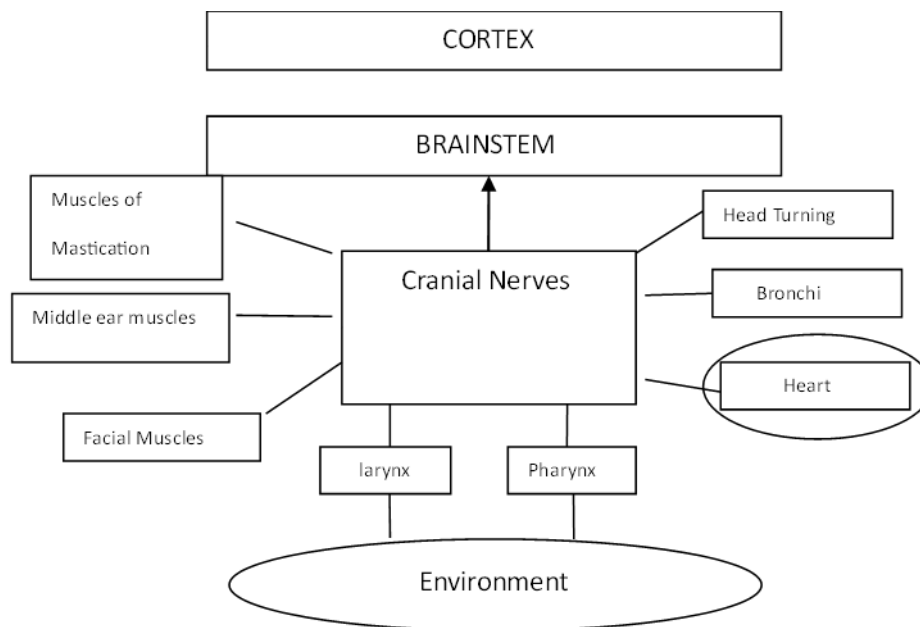 CORTEX
BRAINSTEM
Muscles of
Mastication
Head Turning
Cranial Nerves
Bronchi
Middle ear muscles
Heart
Facial Muscles
larynx
Pharynx
Environment